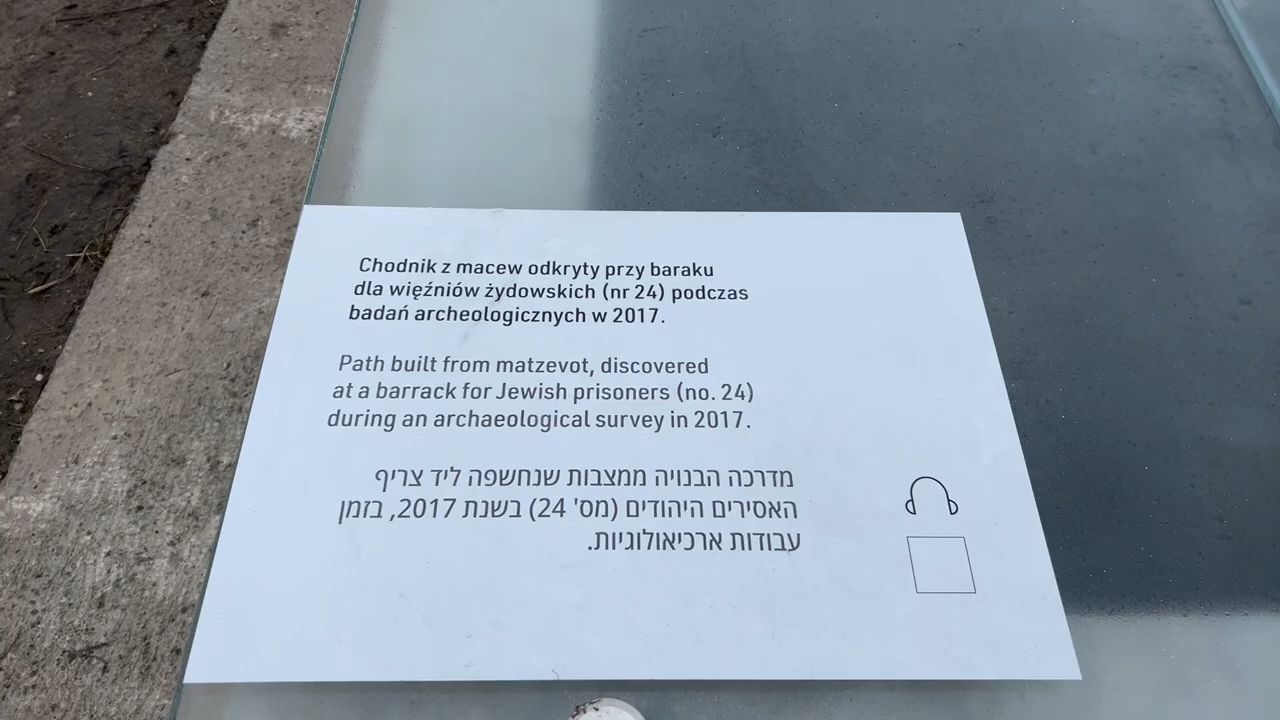 Chodnik z macew odkryty przy baraku
dla więźniów żydowskich (nr 24) podczas
badań archeologicznych w 2017.
Path built from matzevot, discovered
at a barrack for Jewish prisoners (no. 24)
during an archaeological survey in 2017.
מדרכה הבנויה ממצבות שנחשפה ליד צריף
האסירים היהודים (מס' 24) בשנת 2017, בזמן
עבודות ארכיאולוגיות.